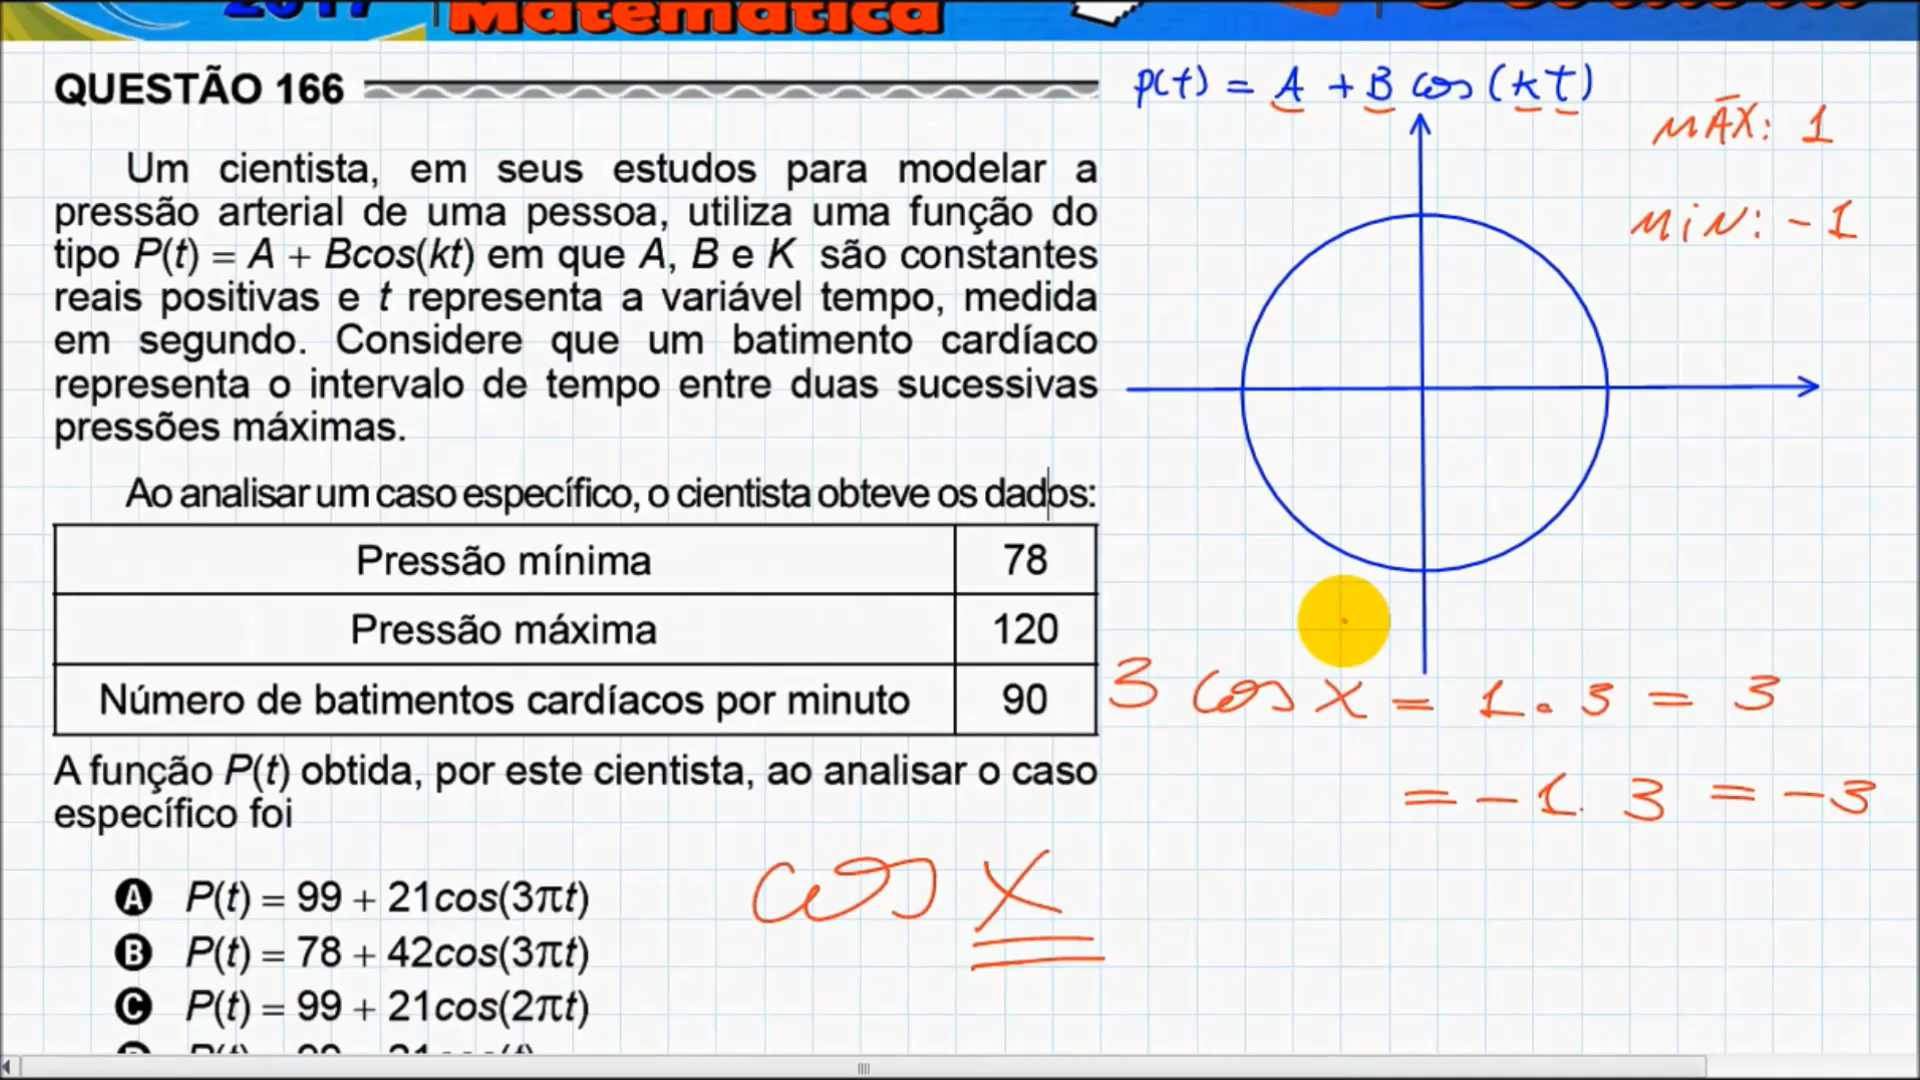 2017 Matemática
QUESTÃO 166
Um cientista, em seus estudos para modelar a
pressão arterial de uma pessoa, utiliza uma função do
tipo P(t) = A + Bcos(kt) em que A, B e K são constantes
reais positivas e t representa a variável tempo, medida
em segundo. Considere que um batimento cardíaco
representa o intervalo de tempo entre duas sucessivas
pressões máximas.
Ao analisar um caso específico, o cientista obteve os dados:
Pressão mínima 78
Pressão máxima 120
Número de batimentos cardíacos por minuto 90
A função P(t) obtida, por este cientista, ao analisar o caso
específico foi
A P(t) = 99 + 21cos(3πt)
B P(t) = 78 + 42cos(3πt)
C P(t) = 99 + 21cos(2πt)
cos x
p(t) = A + B cos (kt)
MÁX: 1
MIN: -1
3 cos x = 1. 3 = 3
= -1. 3 = -3